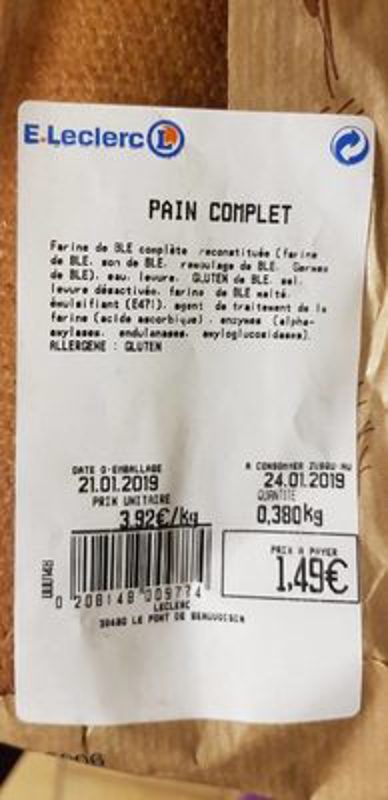 E.Leclerc L
PAIN COMPLET
Farine de BLE complète reconstituée (farine
de BLE, son de BLE, remoulage de BLE, Germes
de BLE), eau, levure, GLUTEN de BLE, sel,
levure désactivée, farine de BLE malté,
émulsifiant (E471), agent de traitement de la
farine (acide ascorbique), enzymes (alpha-
amylases, amyloglucosidases).
ALLERGENE : GLUTEN
DATE D'EMBALLAGE
A CONSOMMER JUSQU'AU
21.01.2019
24.01.2019
PRIX UNITAIRE
QUANTITE
3.92€/kg
0,380kg
PRIX A PAYER
1,49€
0 208148 009774
LECLERC
LE PONT DE BEAUVOISIN